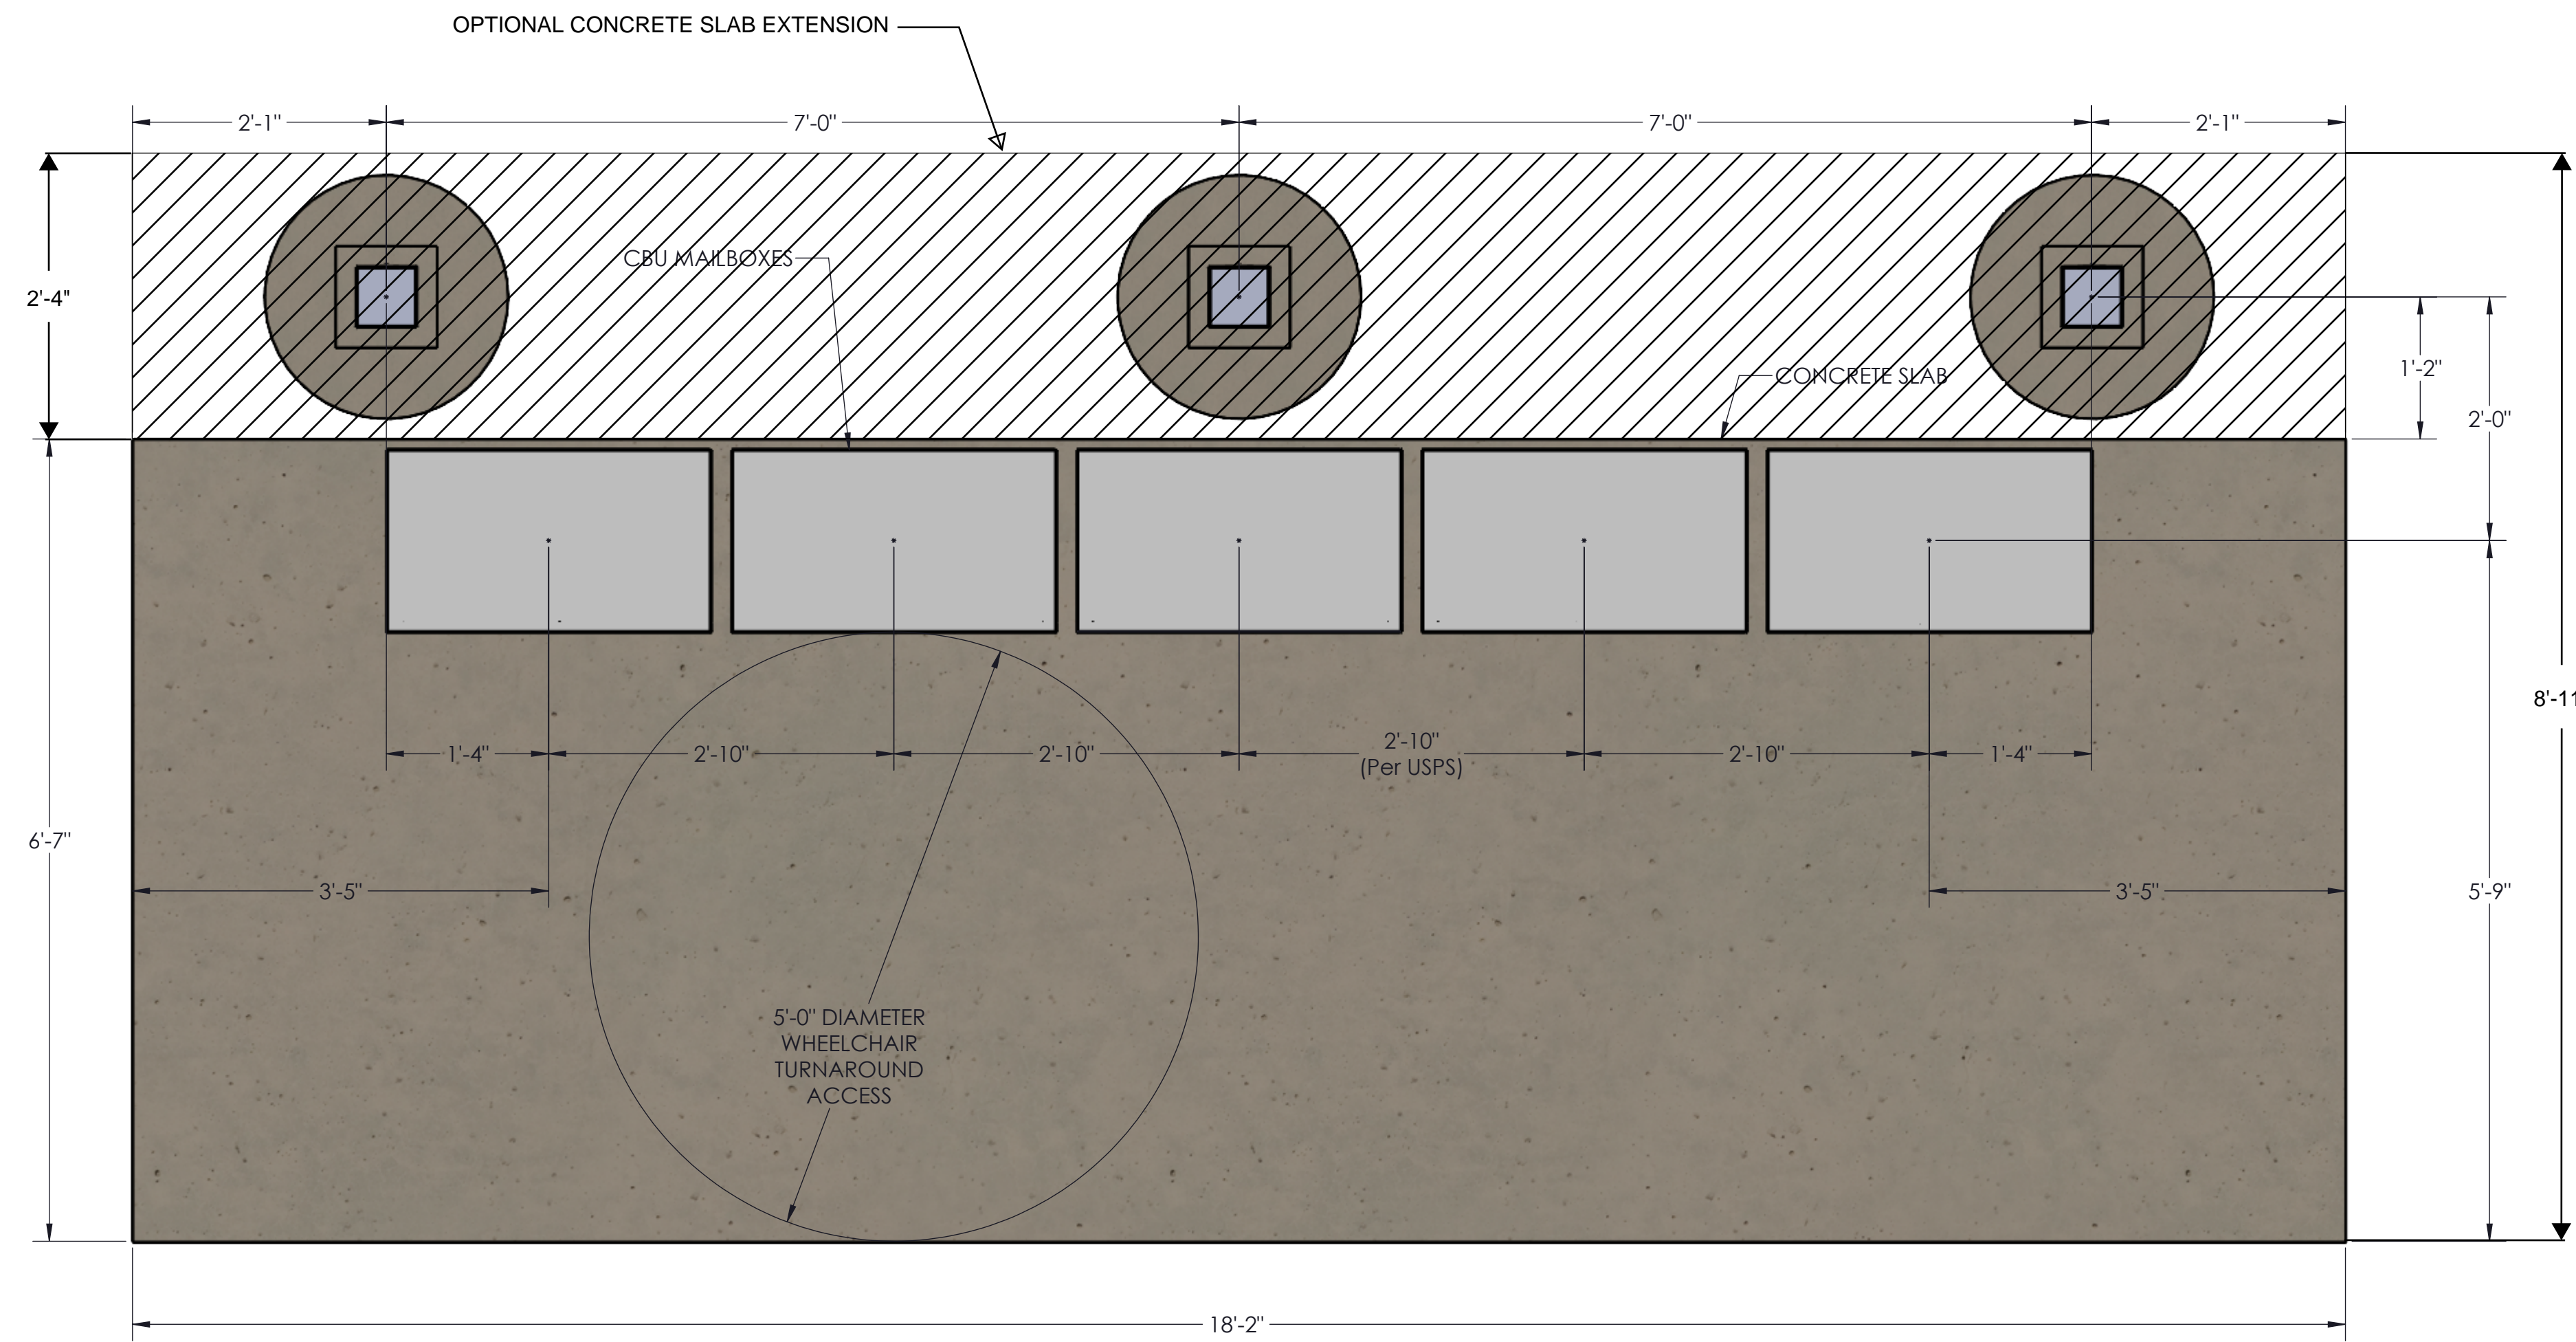 OPTIONAL CONCRETE SLAB EXTENSION
2'-1"
7'-0"
7'-0"
2'-1"
CBU MAILBOXES
2'-4"
CONCRETE SLAB
1'-2"
2'-0"
8'-11
1'-4"
2'-10"
2'-10"
2'-10"
(Per USPS)
2'-10"
1'-4"
6'-7"
3'-5"
3'-5"
5'-9"
5'-0" DIAMETER
WHEELCHAIR
TURNAROUND
ACCESS
18'-2"